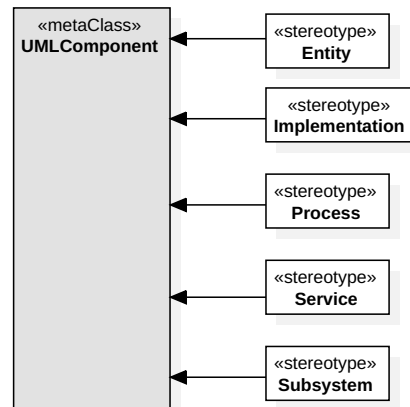 «metaClass»
UMLComponent
«stereotype»
Entity
«stereotype»
Implementation
«stereotype»
Process
«stereotype»
Service
«stereotype»
Subsystem